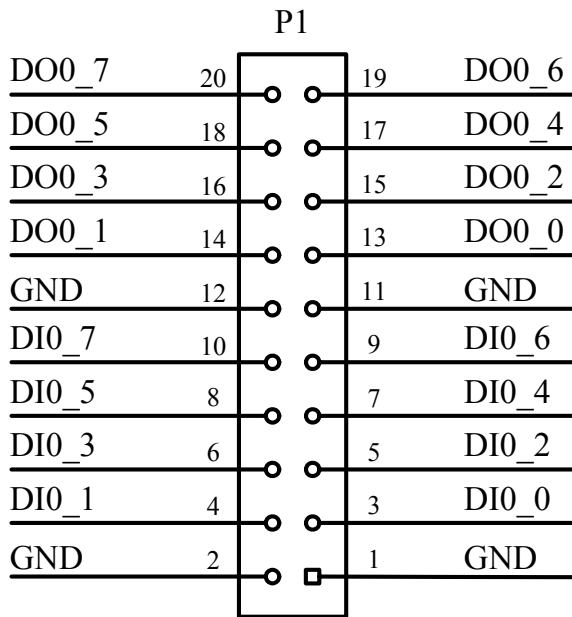 P1
DO0_7 20 19 DO0_6
DO0_5 18 17 DO0_4
DO0_3 16 15 DO0_2
DO0_1 14 13 DO0_0
GND 12 11 GND
DI0_7 10 9 DI0_6
DI0_5 8 7 DI0_4
DI0_3 6 5 DI0_2
DI0_1 4 3 DI0_0
GND 2 1 GND